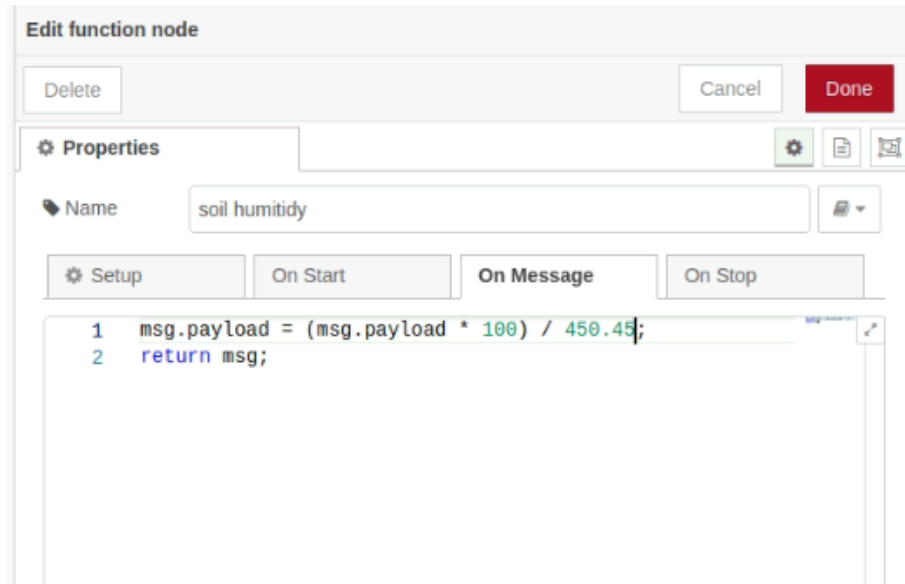 Edit function node
Delete Cancel Done
Properties
Name soil humitidy
Setup On Start On Message On Stop
1 msg.payload = (msg.payload * 100) / 450.45;
2 return msg;